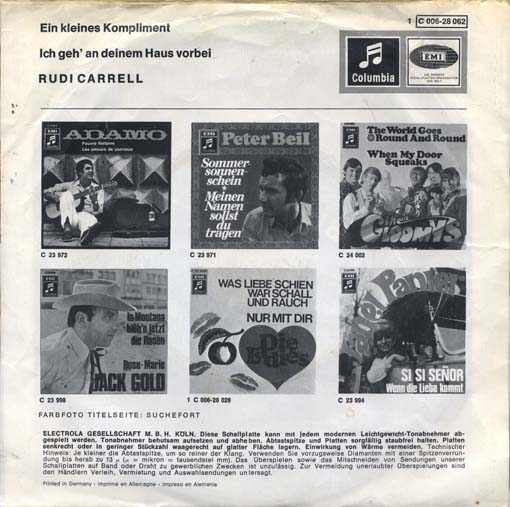 Ein kleines Kompliment
1 C 006-28 062
Ich geh' an deinem Haus vorbei
RUDI CARRELL
Columbia
EMI
ADAMO
Pauvre Verlaine
Les amours de journaux
Peter Beil
Sommer-
sonnen-
schein
Meinen
Namen
sollst
du
tragen
The World Goes
Round And Round
When My Door
Squeaks
The
GLOOMYS
C 23 972
C 23 971
C 24 002
In Montana
blüh'n jetzt
die Rosen
Rose-Marie
JACK GOLD
WAS LIEBE SCHIEN
WAR SCHALL
UND RAUCH
NUR MIT DIR
Die
Ladies
SI SI SEÑOR
Wenn die Liebe kommt
C 23 998
1 C 006-28 028
C 23 994
FARBFOTO TITELSEITE: SUCHEFORT
ELECTROLA GESELLSCHAFT M. B. H. KÖLN. Diese Schallplatte kann mit jedem modernen Leichtgewicht-Tonabnehmer ab-
gespielt werden. Tonabnehmer behutsam aufsetzen und abheben, Abtastspitze und Platten sorgfältig staubfrei halten. Platten
senkrecht oder in geringer Stückzahl waagerecht auf glatter Fläche lagern. Einwirkung von Wärme vermeiden. Technischer
Hinweis: Je kleiner die Abtastspitze, um so reiner der Klang. Verwenden Sie vorzugsweise Diamanten mit einer Spitzenverrun-
dung bis herab zu 13 µ (µ = mikron = tausendstel mm). Das Überspielen sowie das Mitschneiden von Sendungen unserer
Schallplatten auf Band oder Draht zu gewerblichen Zwecken ist unzulässig. Zur Vermeidung unerlaubter Überspielungen sind
den Händlern Verleih, Vermietung und Auswahlsendungen untersagt.
Printed in Germany - Imprimé en Allemagne - Impreso en Alemania